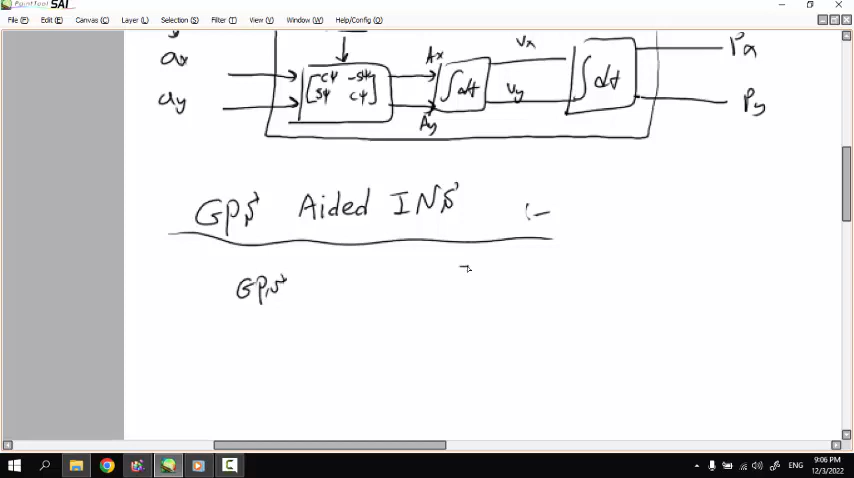 PaintTool SAI
File (F) Edit (E) Canvas (C) Layer (L) Selection (S) Filter (T) View (V) Window (W) Help/Config (O)
ax
ay
Cψ -Sψ
Sψ Cψ
Ax
Ay
∫dt
Vx
Vy
∫dt
Px
Py
GPS Aided INS :-
GPS
ENG
9:06 PM
12/3/2022